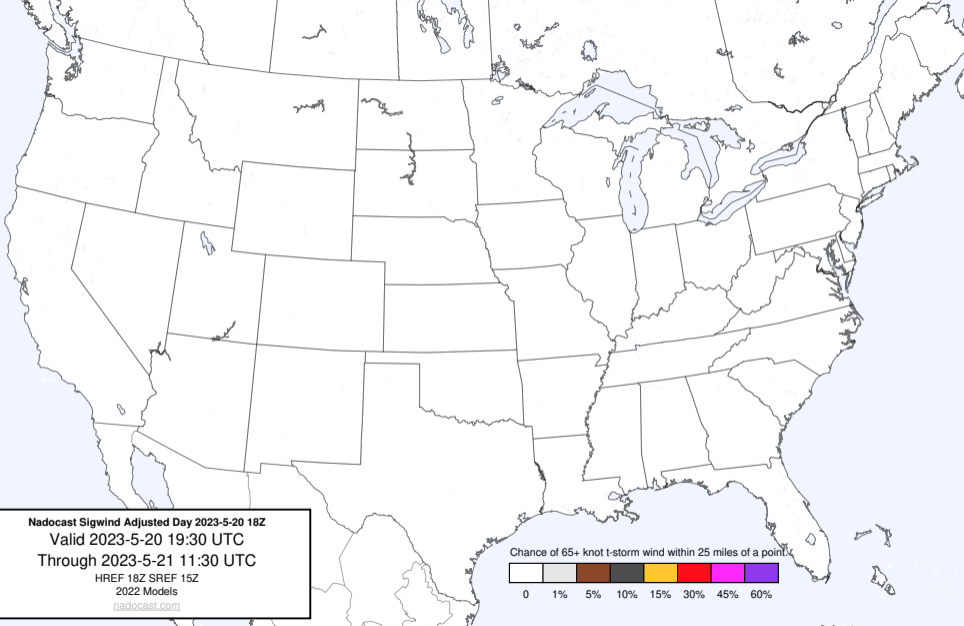 Nadocast Sigwind Adjusted Day 2023-5-20 18Z
Valid 2023-5-20 19:30 UTC
Through 2023-5-21 11:30 UTC
HREF 18Z SREF 15Z
2022 Models
nadocast.com
Chance of 65+ knot t-storm wind within 25 miles of a point.
0 1% 5% 10% 15% 30% 45% 60%